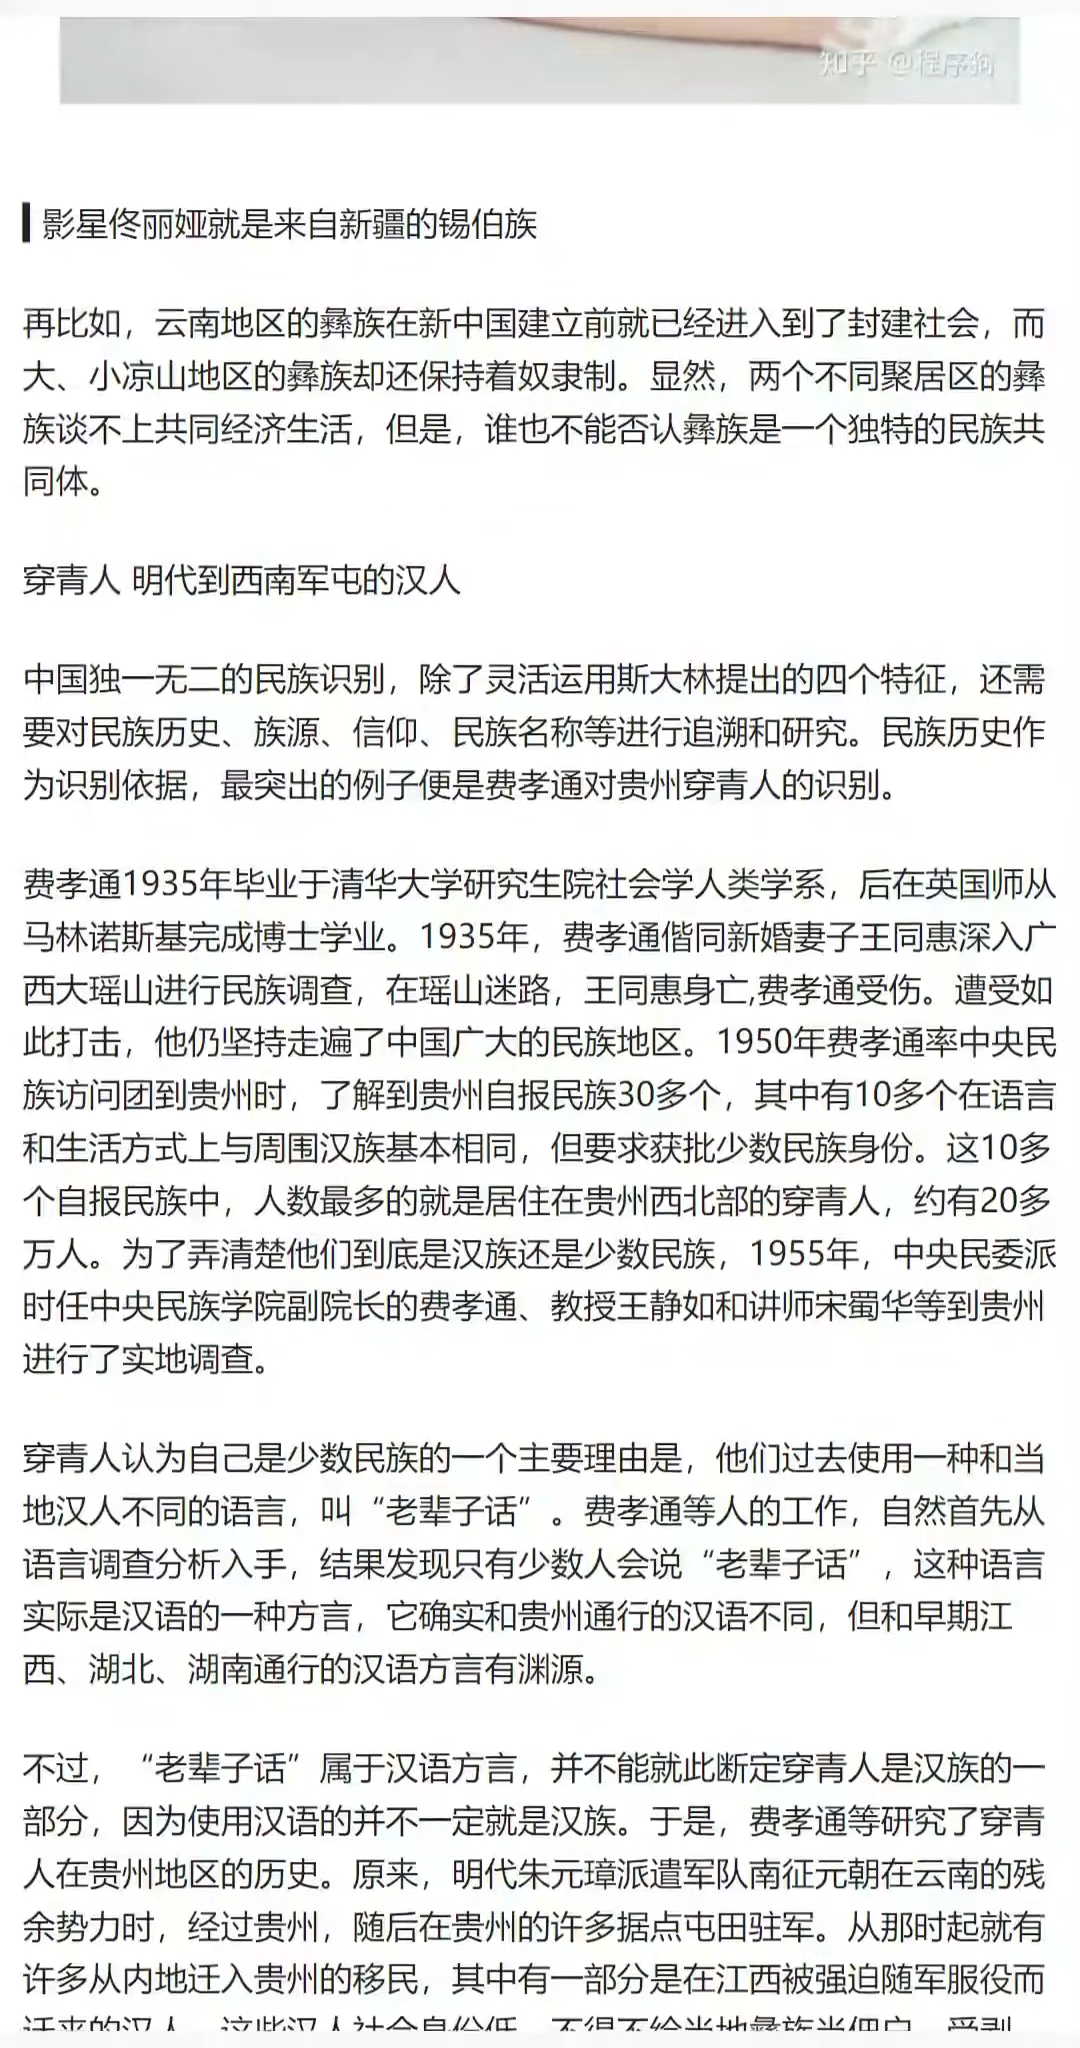 知乎 @程序狗
影星佟丽娅就是来自新疆的锡伯族
再比如，云南地区的彝族在新中国建立前就已经进入到了封建社会，而
大、小凉山地区的彝族却还保持着奴隶制。显然，两个不同聚居区的彝
族谈不上共同经济生活，但是，谁也不能否认彝族是一个独特的民族共
同体。
穿青人 明代到西南军屯的汉人
中国独一无二的民族识别，除了灵活运用斯大林提出的四个特征，还需
要对民族历史、族源、信仰、民族名称等进行追溯和研究。民族历史作
为识别依据，最突出的例子便是费孝通对贵州穿青人的识别。
费孝通1935年毕业于清华大学研究生院社会学人类学系，后在英国师从
马林诺斯基完成博士学业。1935年，费孝通偕同新婚妻子王同惠深入广
西大瑶山进行民族调查，在瑶山迷路，王同惠身亡,费孝通受伤。遭受如
此打击，他仍坚持走遍了中国广大的民族地区。1950年费孝通率中央民
族访问团到贵州时，了解到贵州自报民族30多个，其中有10多个在语言
和生活方式上与周围汉族基本相同，但要求获批少数民族身份。这10多
个自报民族中，人数最多的就是居住在贵州西北部的穿青人，约有20多
万人。为了弄清楚他们到底是汉族还是少数民族，1955年，中央民委派
时任中央民族学院副院长的费孝通、教授王静如和讲师宋蜀华等到贵州
进行了实地调查。
穿青人认为自己是少数民族的一个主要理由是，他们过去使用一种和当
地汉人不同的语言，叫“老辈子话”。费孝通等人的工作，自然首先从
语言调查分析入手，结果发现只有少数人会说“老辈子话”，这种语言
实际是汉语的一种方言，它确实和贵州通行的汉语不同，但和早期江
西、湖北、湖南通行的汉语方言有渊源。
不过，“老辈子话”属于汉语方言，并不能就此断定穿青人是汉族的一
部分，因为使用汉语的并不一定就是汉族。于是，费孝通等研究了穿青
人在贵州地区的历史。原来，明代朱元璋派遣军队南征元朝在云南的残
余势力时，经过贵州，随后在贵州的许多据点屯田驻军。从那时起就有
许多从内地迁入贵州的移民，其中有一部分是在江西被强迫随军服役而
迁来的汉人。这些汉人社会身份低，不得不给当地彝族当佃户，受剥